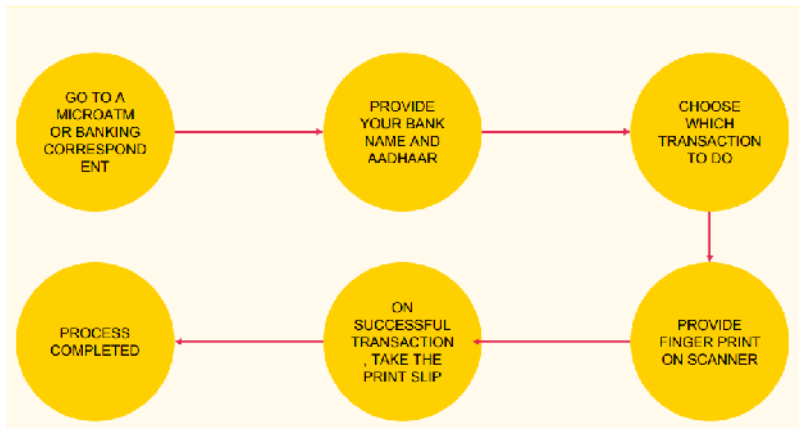 GO TO A
MICROATM
OR BANKING
CORRESPOND
ENT
PROVIDE
YOUR BANK
NAME AND
AADHAAR
CHOOSE
WHICH
TRANSACTION
TO DO
PROVIDE
FINGER PRINT
ON SCANNER
ON
SUCCESSFUL
TRANSACTION
, TAKE THE
PRINT SLIP
PROCESS
COMPLETED